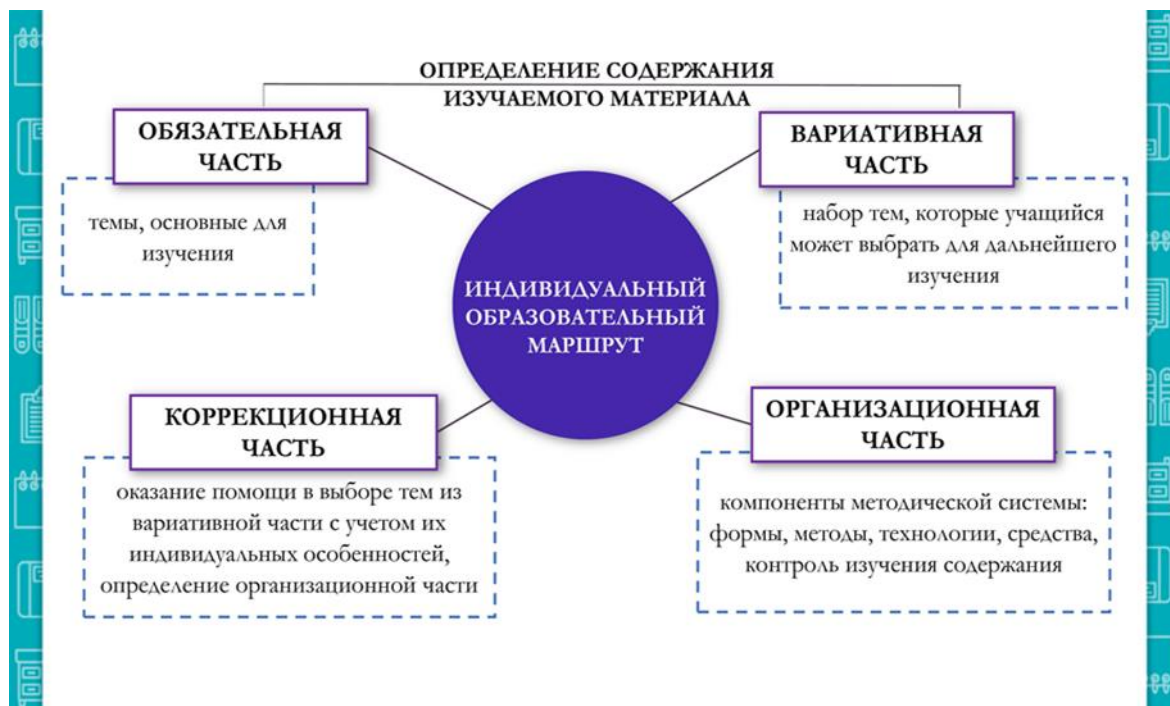 ОПРЕДЕЛЕНИЕ СОДЕРЖАНИЯ
ИЗУЧАЕМОГО МАТЕРИАЛА
ОБЯЗАТЕЛЬНАЯ
ЧАСТЬ
темы, основные для
изучения
ВАРИАТИВНАЯ
ЧАСТЬ
набор тем, которые учащийся
может выбрать для дальнейшего
изучения
ИНДИВИДУАЛЬНЫЙ
ОБРАЗОВАТЕЛЬНЫЙ
МАРШРУТ
КОРРЕКЦИОННАЯ
ЧАСТЬ
оказание помощи в выборе тем из
вариативной части с учетом их
индивидуальных особенностей,
определение организационной части
ОРГАНИЗАЦИОННАЯ
ЧАСТЬ
компоненты методической системы:
формы, методы, технологии, средства,
контроль изучения содержания